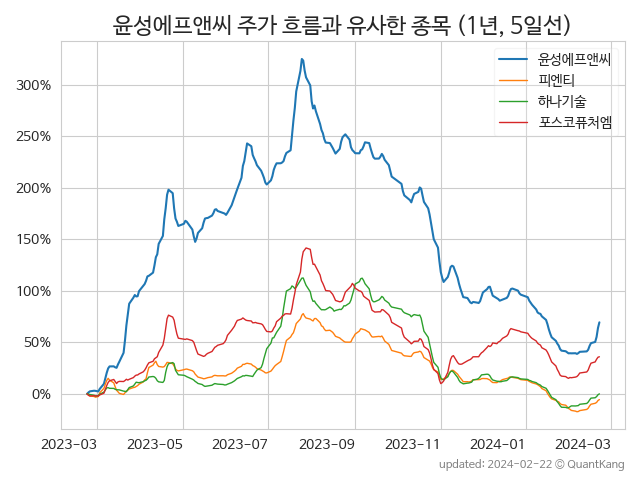 윤성에프앤씨 주가 흐름과 유사한 종목 (1년, 5일선)
윤성에프앤씨
피엔티
하나기술
포스코퓨처엠
300%
250%
200%
150%
100%
50%
0%
2023-03
2023-05
2023-07
2023-09
2023-11
2024-01
2024-03
updated: 2024-02-22 © QuantKang